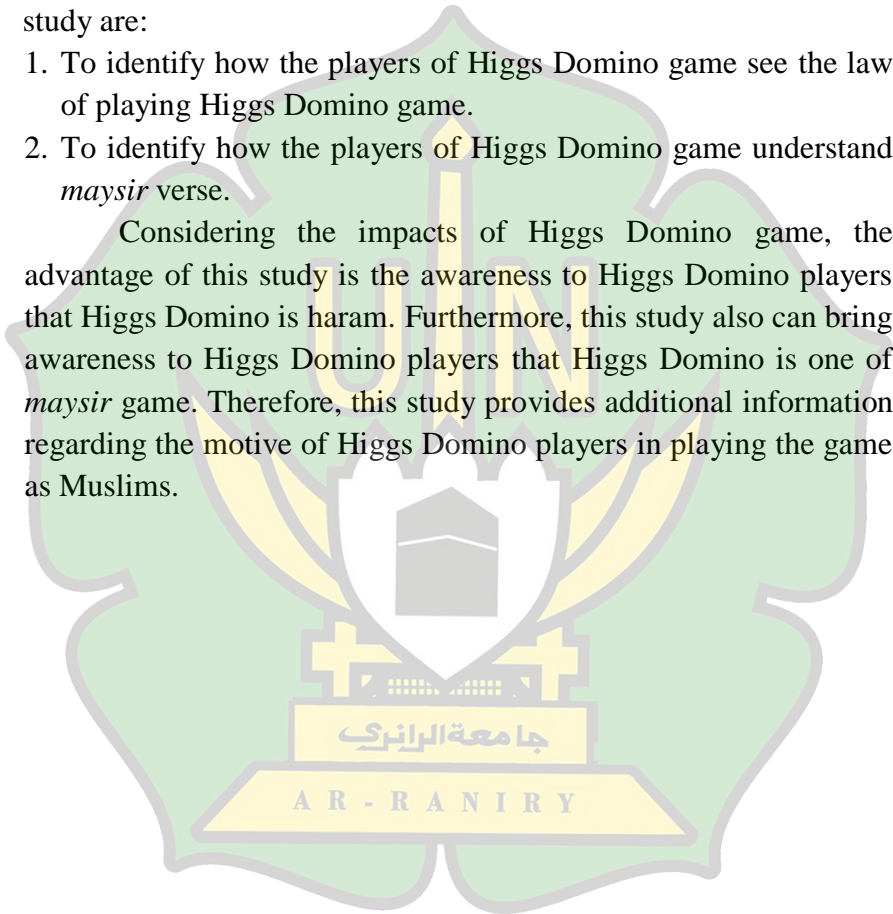 study are:
1. To identify how the players of Higgs Domino game see the law
of playing Higgs Domino game.
2. To identify how the players of Higgs Domino game understand
maysir verse.
Considering the impacts of Higgs Domino game, the
advantage of this study is the awareness to Higgs Domino players
that Higgs Domino is haram. Furthermore, this study also can bring
awareness to Higgs Domino players that Higgs Domino is one of
maysir game. Therefore, this study provides additional information
regarding the motive of Higgs Domino players in playing the game
as Muslims.
UIN
جامعة الرانري
AR-RANIRY